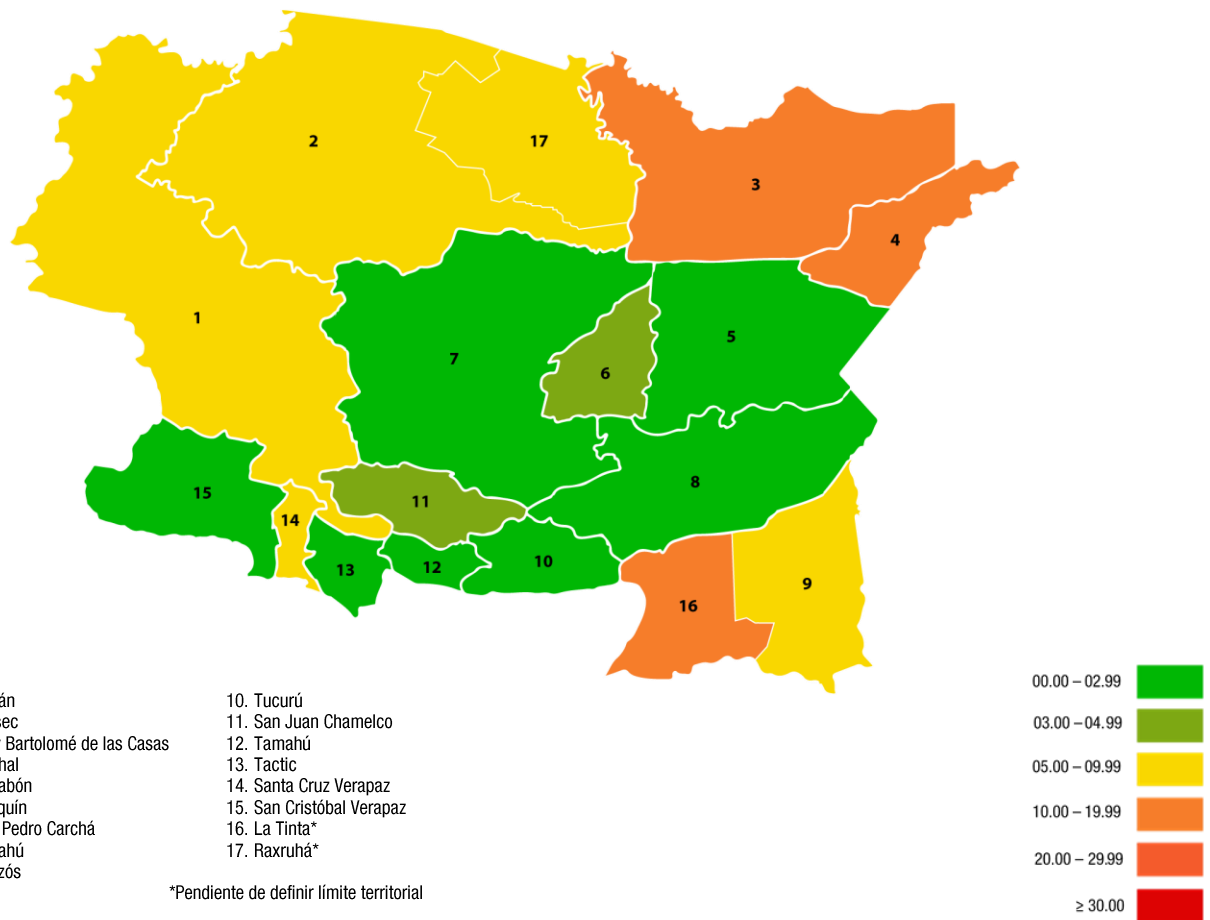 2
17
3
4
1
5
7
6
8
15
11
14
10
12
13
9
16
án
ec
Bartolomé de las Casas
hal
abón
quín
Pedro Carchá
ahú
zós
10. Tucurú
11. San Juan Chamelco
12. Tamahú
13. Tactic
14. Santa Cruz Verapaz
15. San Cristóbal Verapaz
16. La Tinta*
17. Raxruhá*
*Pendiente de definir límite territorial
00.00 – 02.99
03.00 – 04.99
05.00 – 09.99
10.00 – 19.99
20.00 – 29.99
≥ 30.00